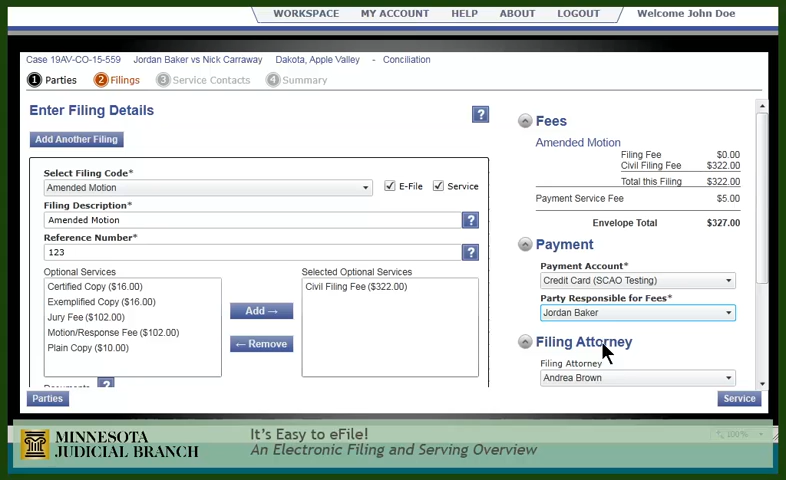 WORKSPACE MY ACCOUNT HELP ABOUT LOGOUT Welcome John Doe
Case 19AV-CO-15-559 Jordan Baker vs Nick Carraway Dakota, Apple Valley - Conciliation
1 Parties 2 Filings 3 Service Contacts 4 Summary
Enter Filing Details
?
Add Another Filing
Select Filing Code*
Amended Motion
E-File Service
Filing Description*
Amended Motion
?
Reference Number*
123
?
Optional Services
Certified Copy ($16.00)
Exemplified Copy ($16.00)
Jury Fee ($102.00)
Motion/Response Fee ($102.00)
Plain Copy ($10.00)
Add →
← Remove
Selected Optional Services
Civil Filing Fee ($322.00)
Documents ?
Fees
Amended Motion
Filing Fee $0.00
Civil Filing Fee $322.00
Total this Filing $322.00
Payment Service Fee $5.00
Envelope Total $327.00
Payment
Payment Account*
Credit Card (SCAO Testing)
Party Responsible for Fees*
Jordan Baker
Filing Attorney
Filing Attorney
Andrea Brown
Parties
Service
100%
MINNESOTA
JUDICIAL BRANCH
It's Easy to eFile!
An Electronic Filing and Serving Overview